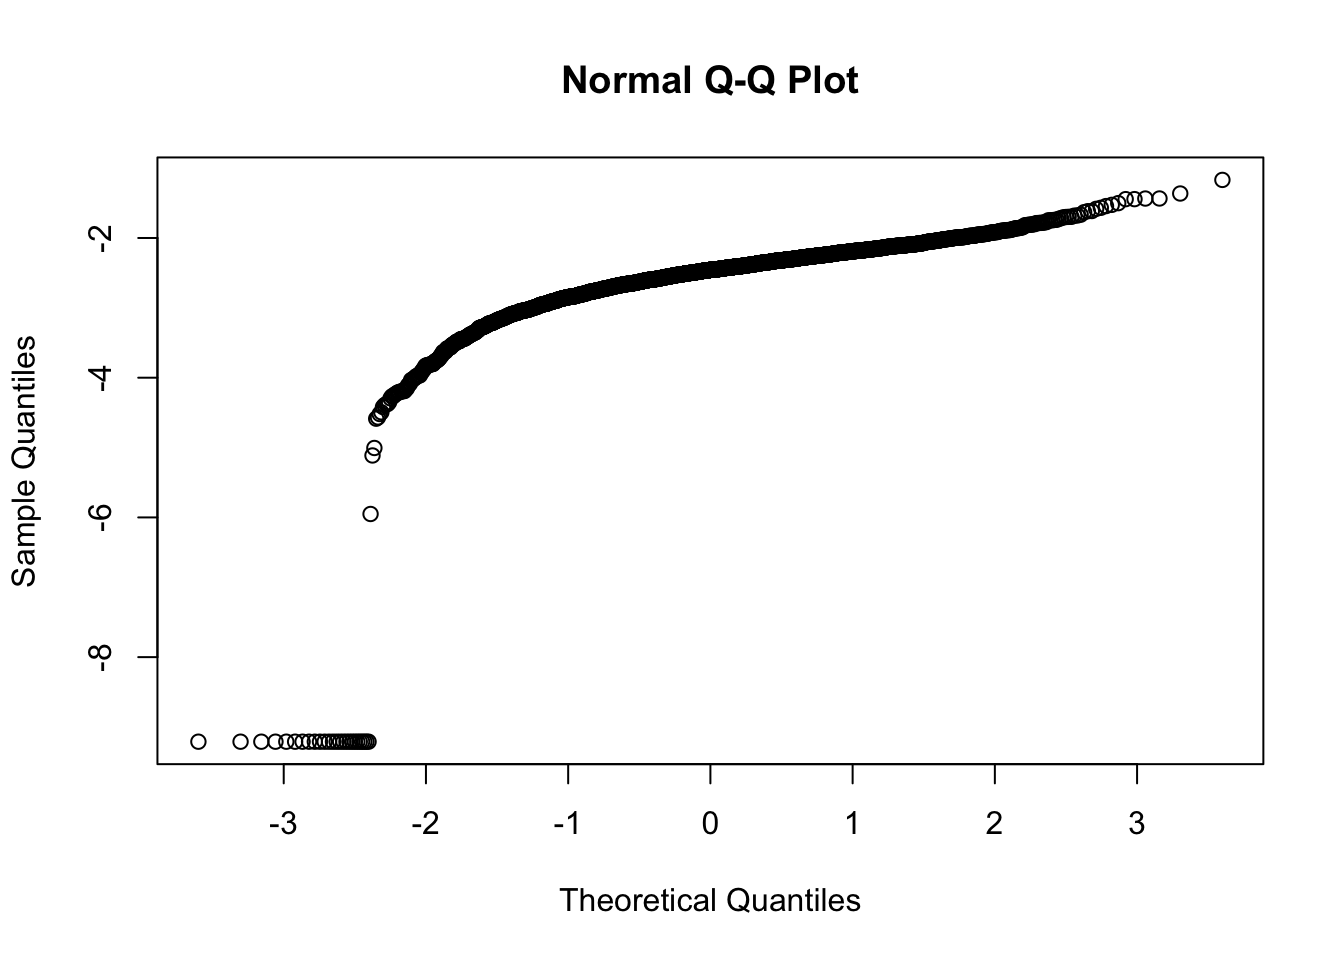 Normal Q-Q Plot
Sample Quantiles
-2
-4
-6
-8
-3 -2 -1 0 1 2 3
Theoretical Quantiles